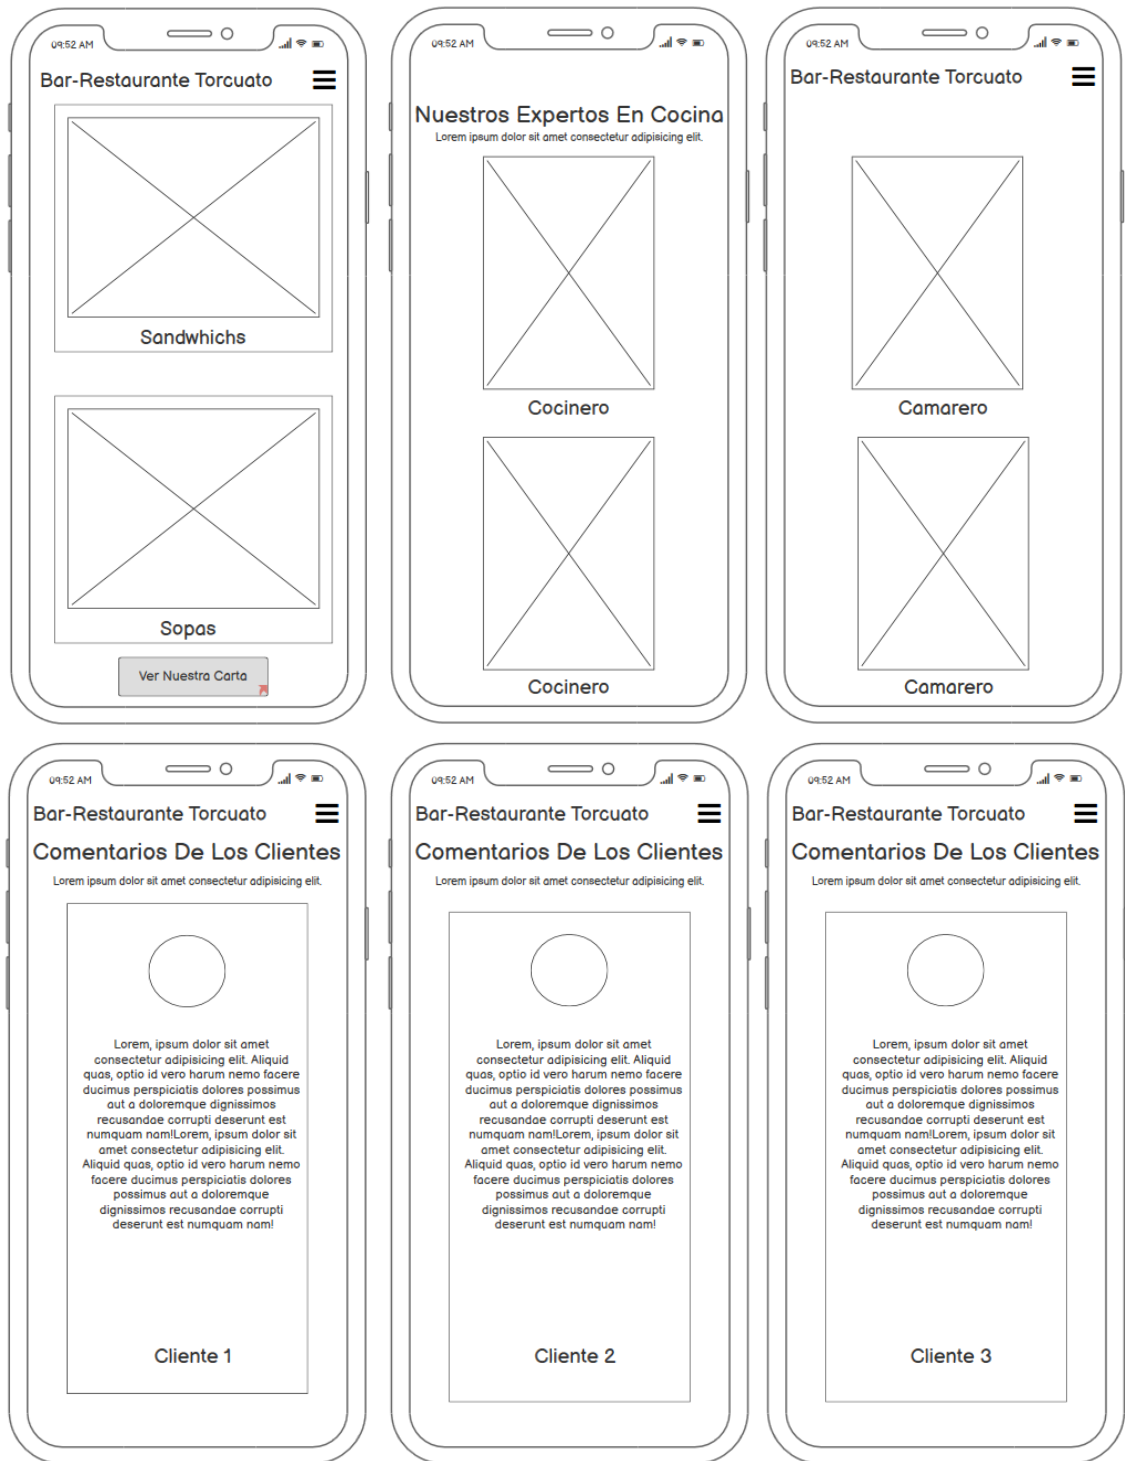 09:52 AM
Bar-Restaurante Torcuato
Sandwhichs
Sopas
Ver Nuestra Carta
09:52 AM
Nuestros Expertos En Cocina
Lorem ipsum dolor sit amet consectetur adipisicing elit.
Cocinero
Cocinero
09:52 AM
Bar-Restaurante Torcuato
Camarero
Camarero
09:52 AM
Bar-Restaurante Torcuato
Comentarios De Los Clientes
Lorem ipsum dolor sit amet consectetur adipisicing elit.
Lorem, ipsum dolor sit amet
consectetur adipisicing elit. Aliquid
quas, optio id vero harum nemo facere
ducimus perspiciatis dolores possimus
aut a doloremque dignissimos
recusandae corrupti deserunt est
numquam nam!Lorem, ipsum dolor sit
amet consectetur adipisicing elit.
Aliquid quas, optio id vero harum nemo
facere ducimus perspiciatis dolores
possimus aut a doloremque
dignissimos recusandae corrupti
deserunt est numquam nam!
Cliente 1
09:52 AM
Bar-Restaurante Torcuato
Comentarios De Los Clientes
Lorem ipsum dolor sit amet consectetur adipisicing elit.
Lorem, ipsum dolor sit amet
consectetur adipisicing elit. Aliquid
quas, optio id vero harum nemo facere
ducimus perspiciatis dolores possimus
aut a doloremque dignissimos
recusandae corrupti deserunt est
numquam nam!Lorem, ipsum dolor sit
amet consectetur adipisicing elit.
Aliquid quas, optio id vero harum nemo
facere ducimus perspiciatis dolores
possimus aut a doloremque
dignissimos recusandae corrupti
deserunt est numquam nam!
Cliente 2
09:52 AM
Bar-Restaurante Torcuato
Comentarios De Los Clientes
Lorem ipsum dolor sit amet consectetur adipisicing elit.
Lorem, ipsum dolor sit amet
consectetur adipisicing elit. Aliquid
quas, optio id vero harum nemo facere
ducimus perspiciatis dolores possimus
aut a doloremque dignissimos
recusandae corrupti deserunt est
numquam nam!Lorem, ipsum dolor sit
amet consectetur adipisicing elit.
Aliquid quas, optio id vero harum nemo
facere ducimus perspiciatis dolores
possimus aut a doloremque
dignissimos recusandae corrupti
deserunt est numquam nam!
Cliente 3